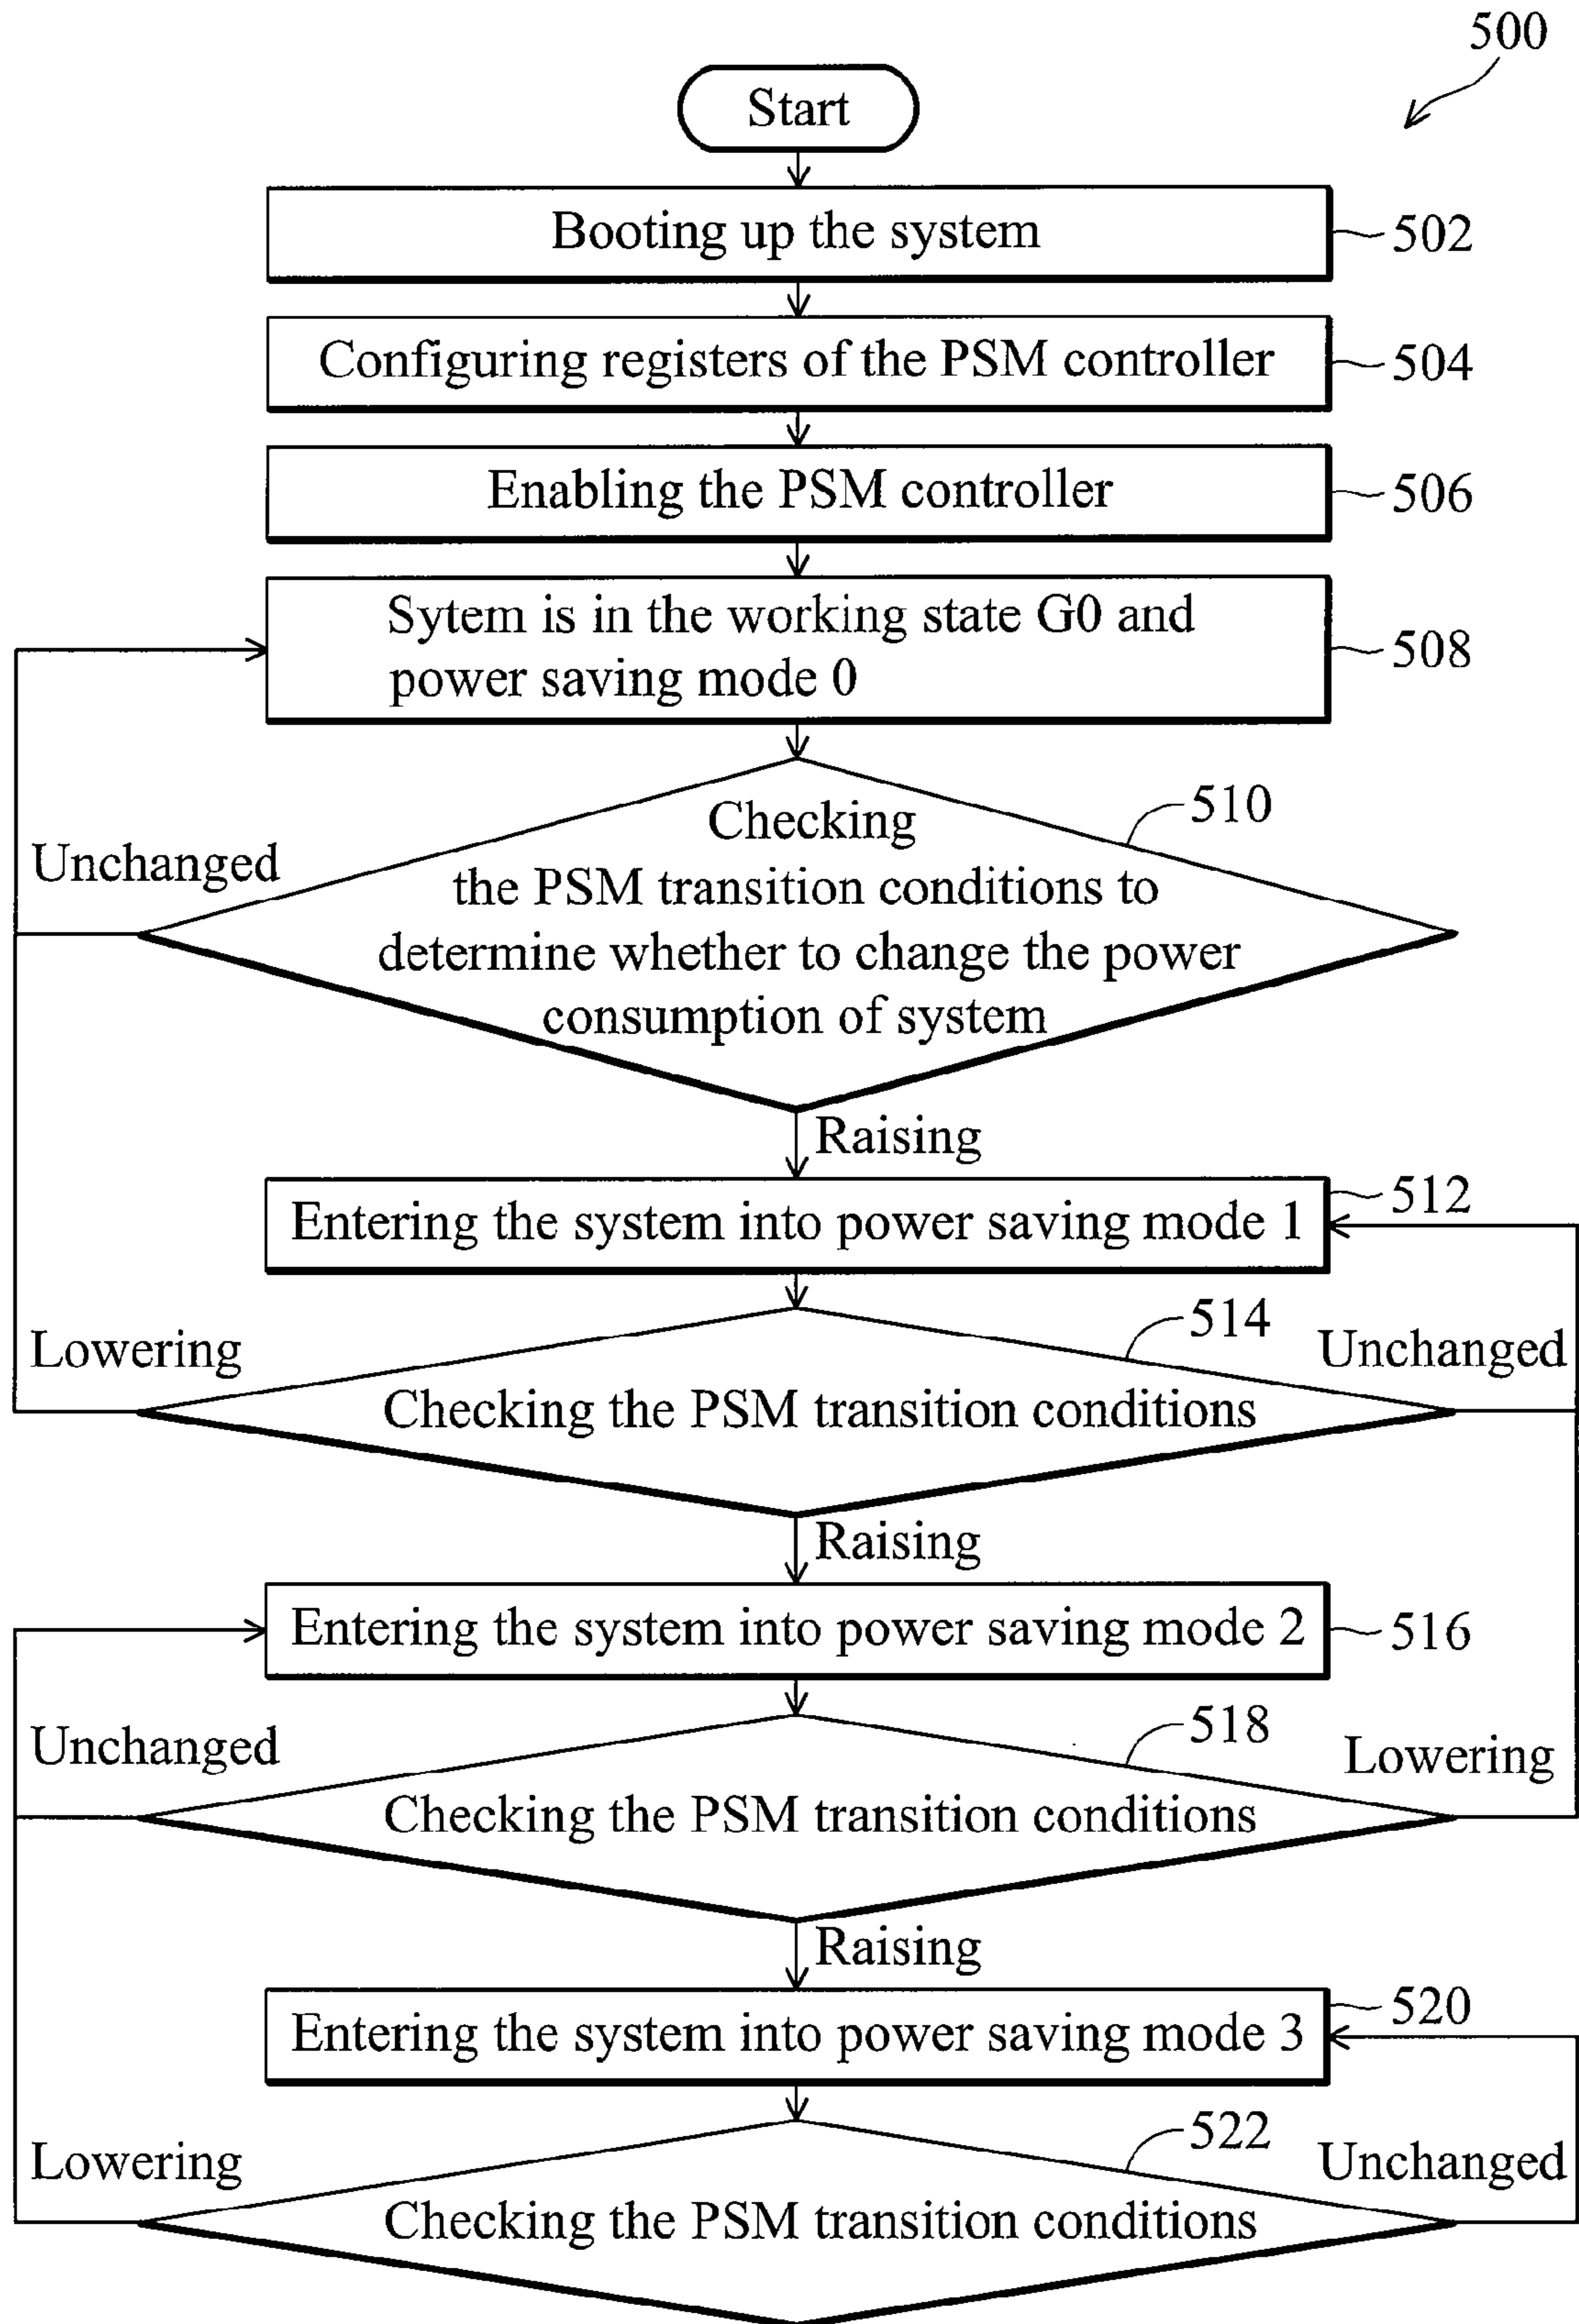 500
Start
Booting up the system
502
Configuring registers of the PSM controller
504
Enabling the PSM controller
506
Sytem is in the working state G0 and
power saving mode 0
508
510
Checking
the PSM transition conditions to
determine whether to change the power
consumption of system
Unchanged
Raising
Entering the system into power saving mode 1
512
514
Lowering
Unchanged
Checking the PSM transition conditions
Raising
Entering the system into power saving mode 2
516
518
Unchanged
Lowering
Checking the PSM transition conditions
Raising
Entering the system into power saving mode 3
520
522
Lowering
Unchanged
Checking the PSM transition conditions